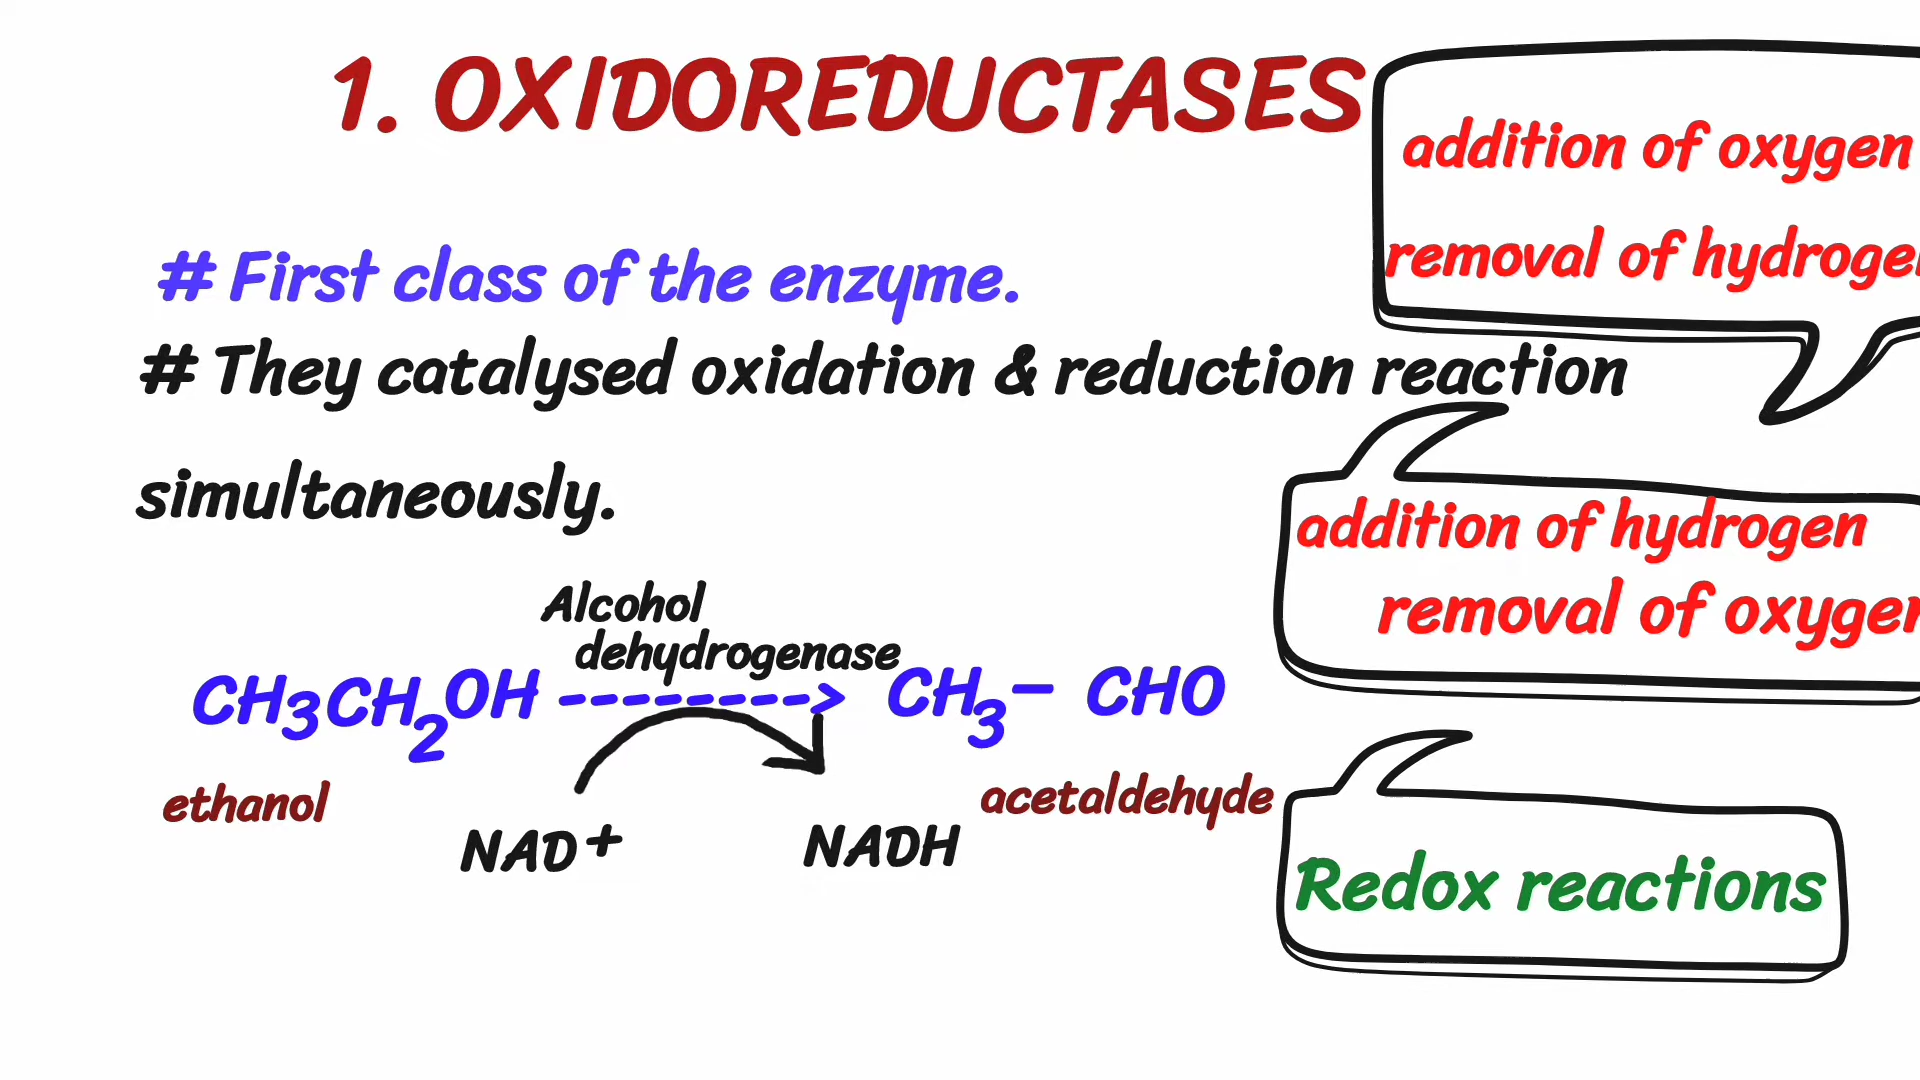 1. OXIDOREDUCTASES
addition of oxygen
removal of hydrogen
# First class of the enzyme.
# They catalysed oxidation & reduction reaction
simultaneously.
addition of hydrogen
removal of oxygen
Alcohol
dehydrogenase
CH3CH2OH --------> CH3- CHO
ethanol
acetaldehyde
NAD+
NADH
Redox reactions